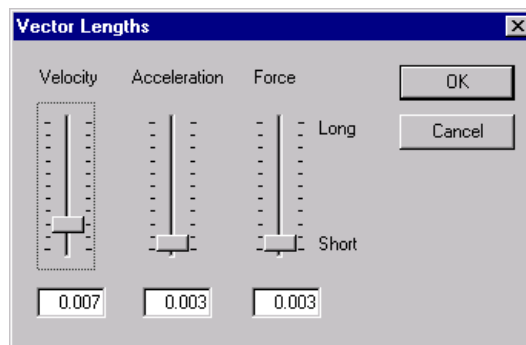 Vector Lengths
Velocity Acceleration Force OK
Long Cancel
Short
0.007 0.003 0.003